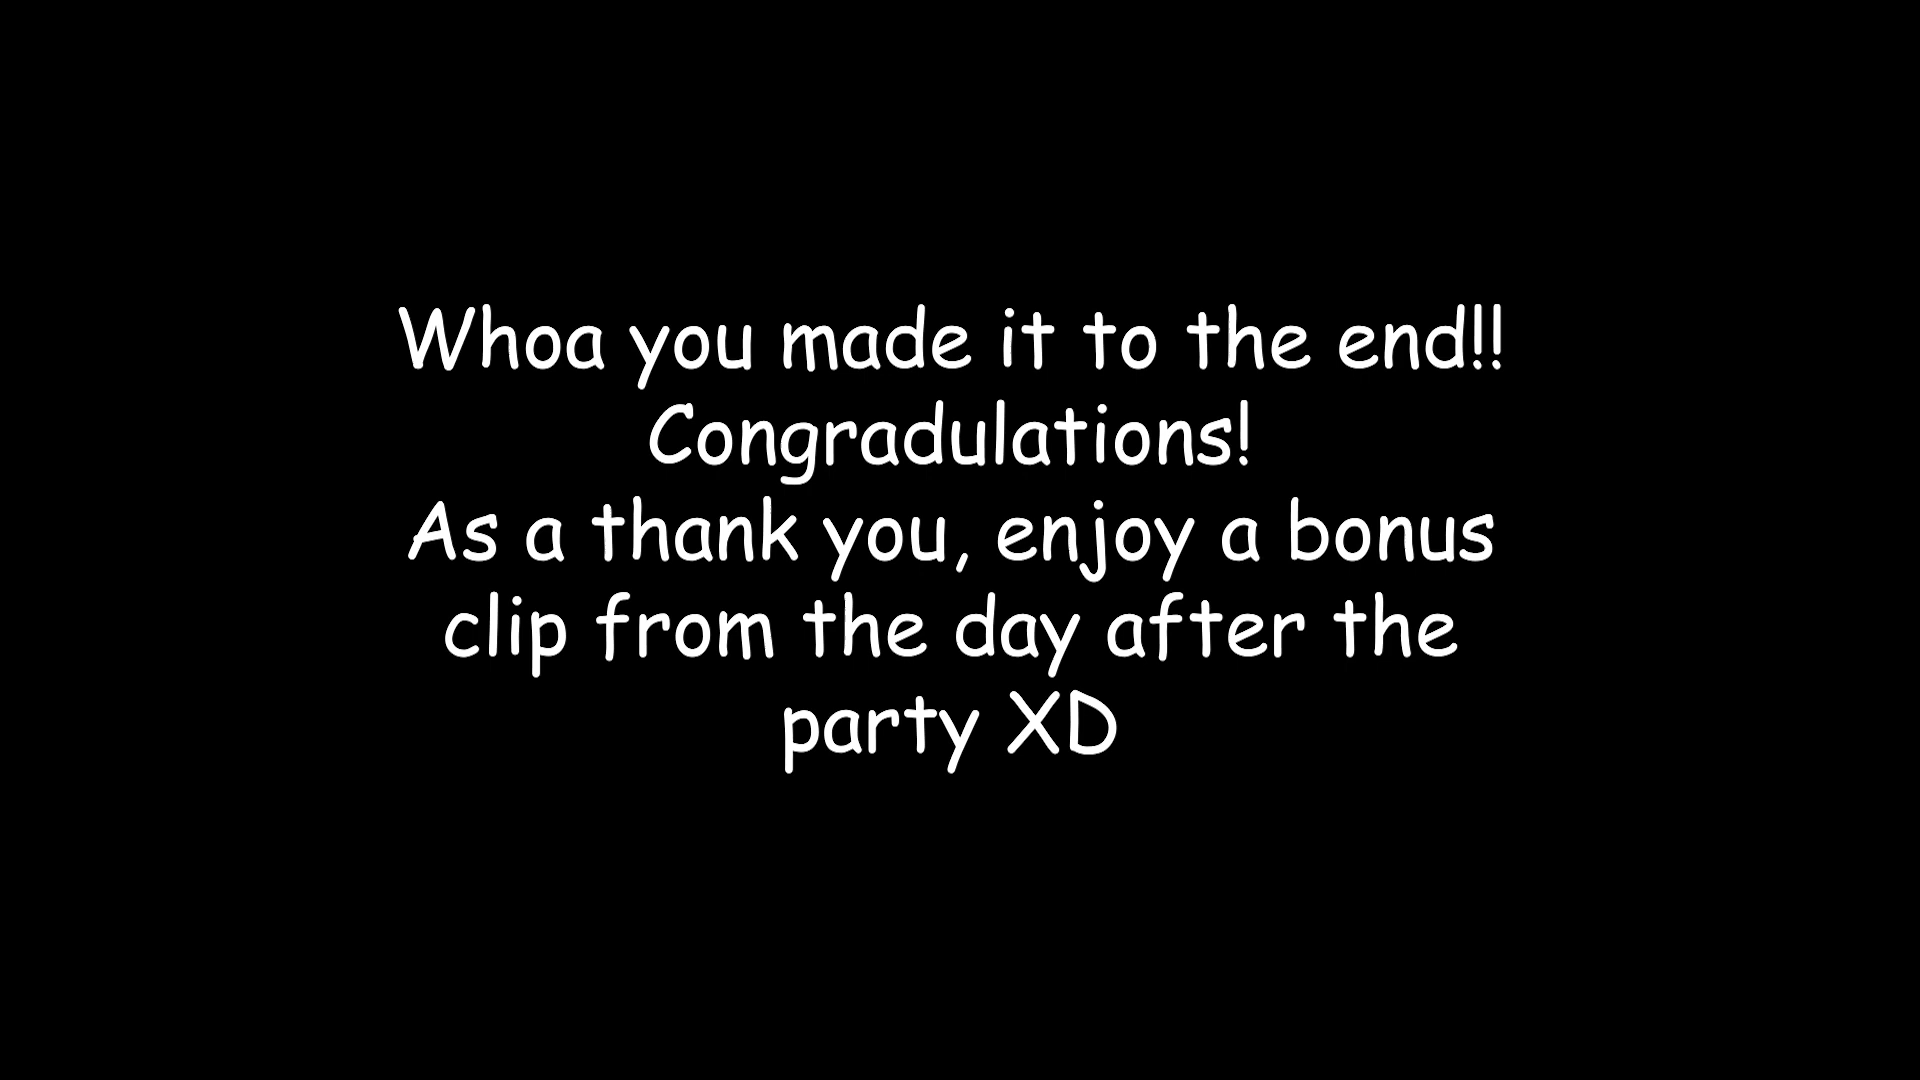 Whoa you made it to the end!!
Congradulations!
As a thank you, enjoy a bonus
clip from the day after the
party XD